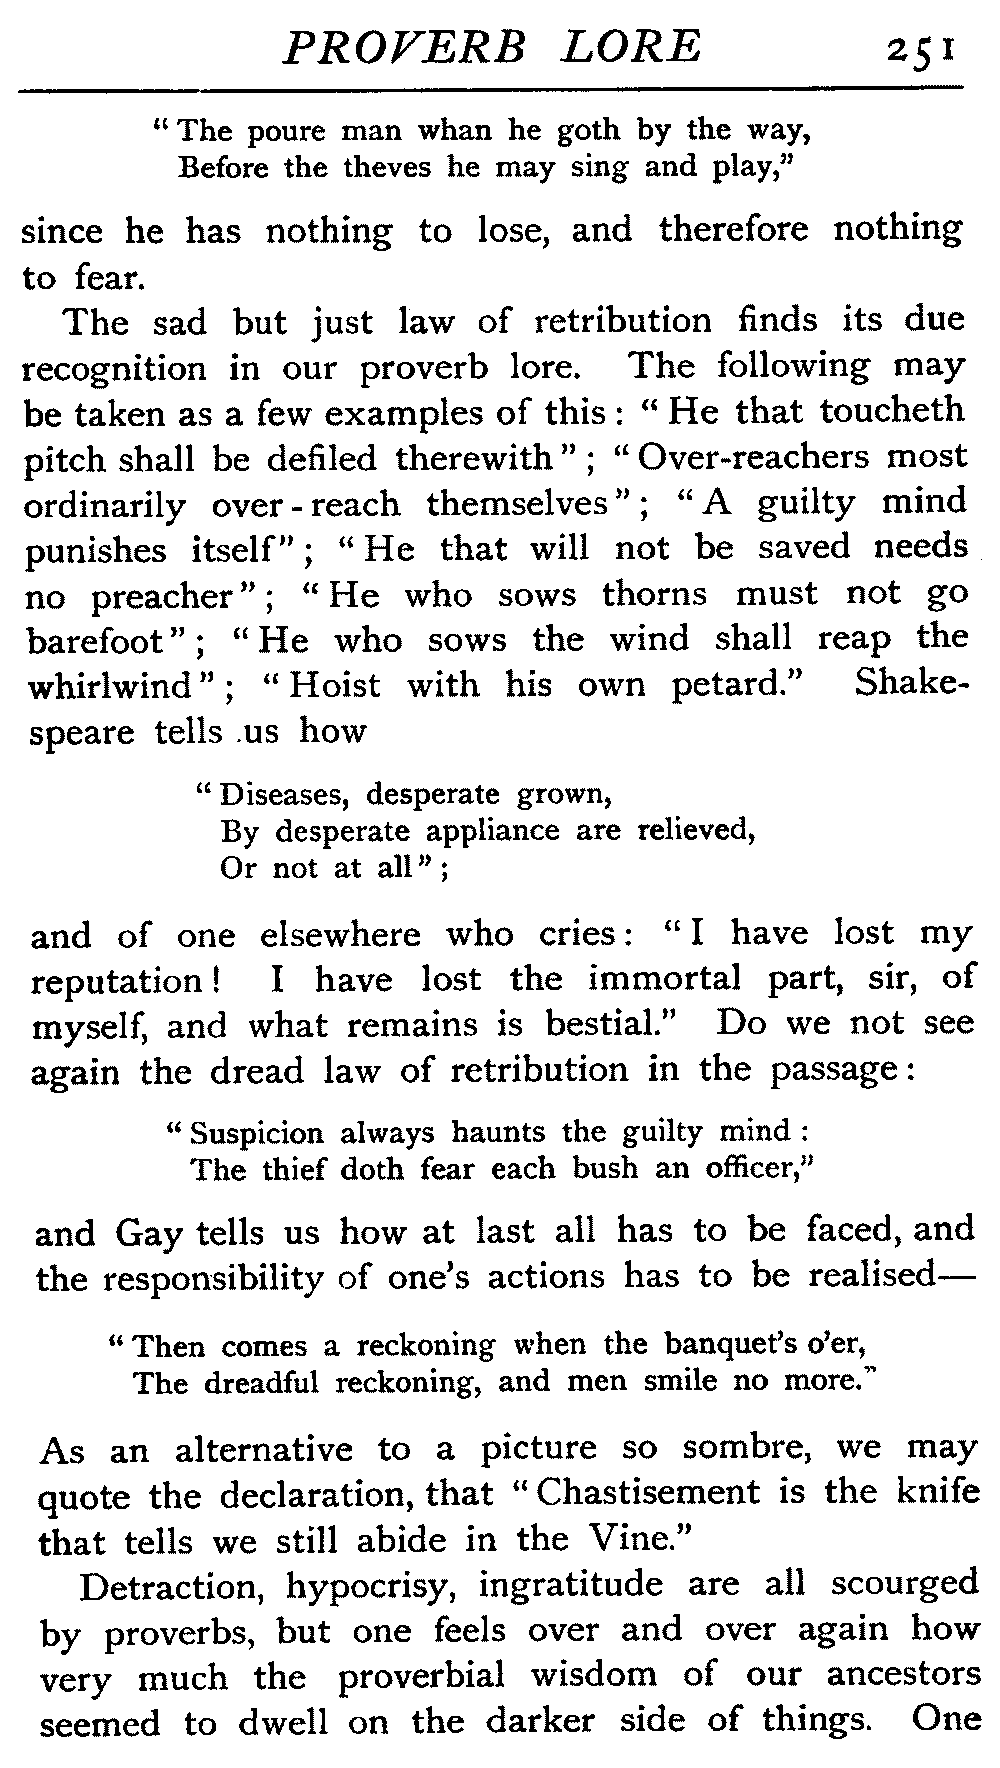 PROVERB LORE 251
“ The poure man whan he goth by the way,
Before the theves he may sing and play,”
since he has nothing to lose, and therefore nothing
to fear.
The sad but just law of retribution finds its due
recognition in our proverb lore. The following may
be taken as a few examples of this : “ He that toucheth
pitch shall be defiled therewith ” ; “ Over-reachers most
ordinarily over - reach themselves ” ; “ A guilty mind
punishes itself” ; “ He that will not be saved needs
no preacher ” ; “ He who sows thorns must not go
barefoot ” ; “ He who sows the wind shall reap the
whirlwind ” ; “ Hoist with his own petard.” Shake-
speare tells us how
“ Diseases, desperate grown,
By desperate appliance are relieved,
Or not at all ” ;
and of one elsewhere who cries : “ I have lost my
reputation ! I have lost the immortal part, sir, of
myself, and what remains is bestial.” Do we not see
again the dread law of retribution in the passage :
“ Suspicion always haunts the guilty mind :
The thief doth fear each bush an officer,”
and Gay tells us how at last all has to be faced, and
the responsibility of one’s actions has to be realised—
“ Then comes a reckoning when the banquet’s o’er,
The dreadful reckoning, and men smile no more.”
As an alternative to a picture so sombre, we may
quote the declaration, that “ Chastisement is the knife
that tells we still abide in the Vine.”
Detraction, hypocrisy, ingratitude are all scourged
by proverbs, but one feels over and over again how
very much the proverbial wisdom of our ancestors
seemed to dwell on the darker side of things. One